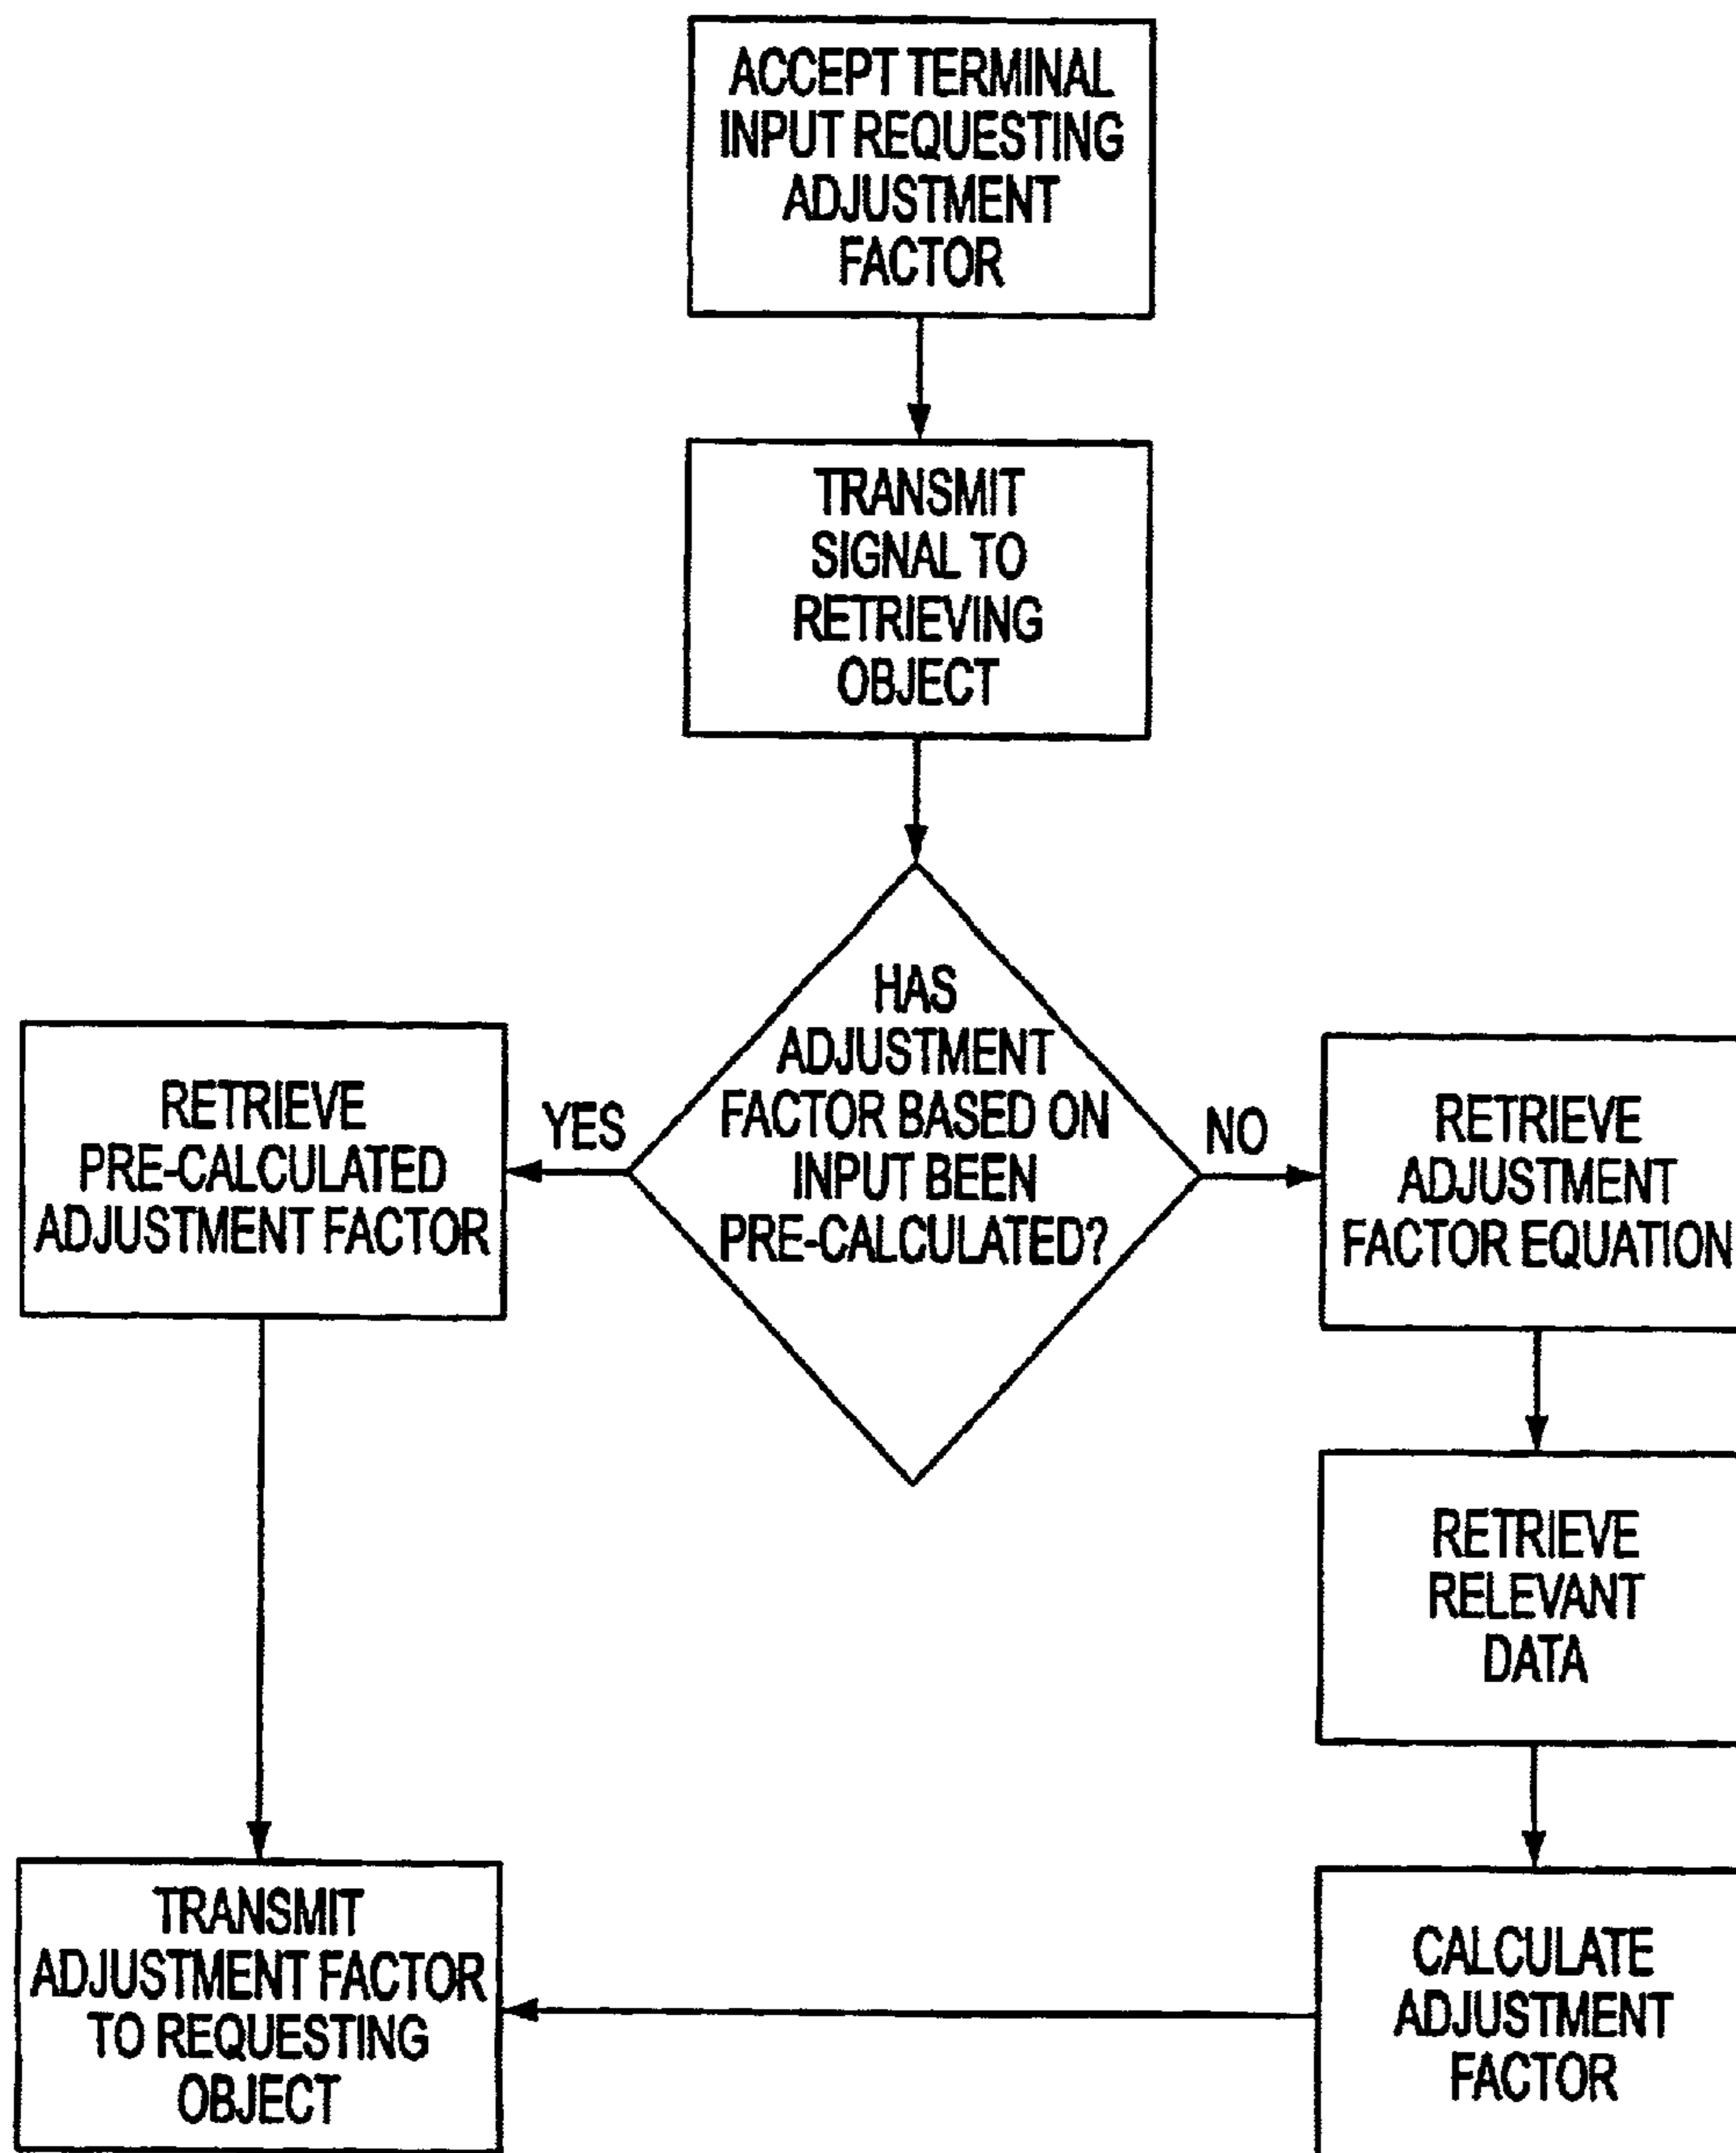 ACCEPT TERMINAL
INPUT REQUESTING
ADJUSTMENT
FACTOR
TRANSMIT
SIGNAL TO
RETRIEVING
OBJECT
HAS
ADJUSTMENT
FACTOR BASED ON
INPUT BEEN
PRE-CALCULATED?
YES
RETRIEVE
PRE-CALCULATED
ADJUSTMENT FACTOR
NO
RETRIEVE
ADJUSTMENT
FACTOR EQUATION
RETRIEVE
RELEVANT
DATA
CALCULATE
ADJUSTMENT
FACTOR
TRANSMIT
ADJUSTMENT FACTOR
TO REQUESTING
OBJECT